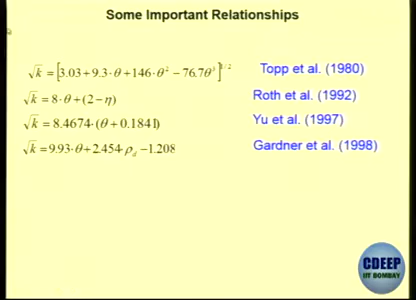 Some Important Relationships
√k = [3.03+9.3·θ+146·θ² −76.7θ³]^1/2 Topp et al. (1980)
√k = 8·θ+(2−η) Roth et al. (1992)
√k = 8.4674·(θ+0.1841) Yu et al. (1997)
√k = 9.93·θ+2.454·ρ_d −1.208 Gardner et al. (1998)
CDEEP
IIT BOMBAY